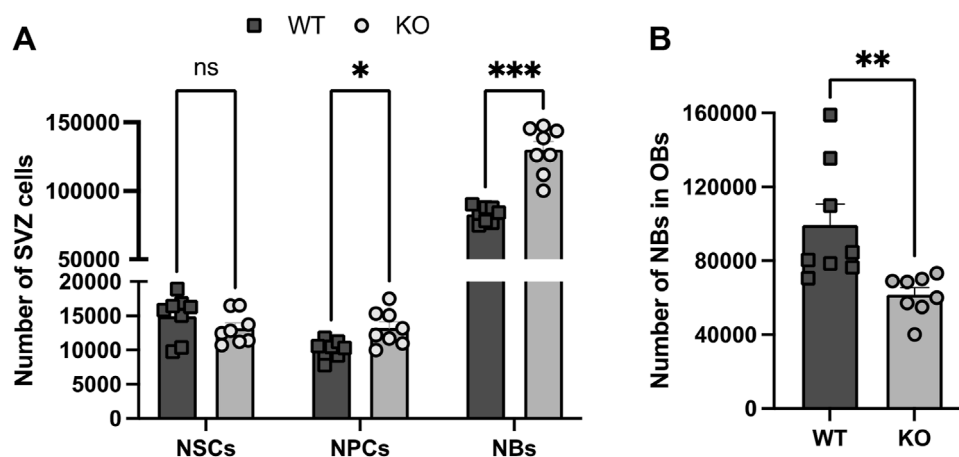 A
WT KO
ns
*
***
Number of SVZ cells
150000
100000
50000
20000
15000
10000
5000
0
NSCs NPCs NBs
B
**
Number of NBs in OBs
160000
120000
80000
40000
0
WT KO